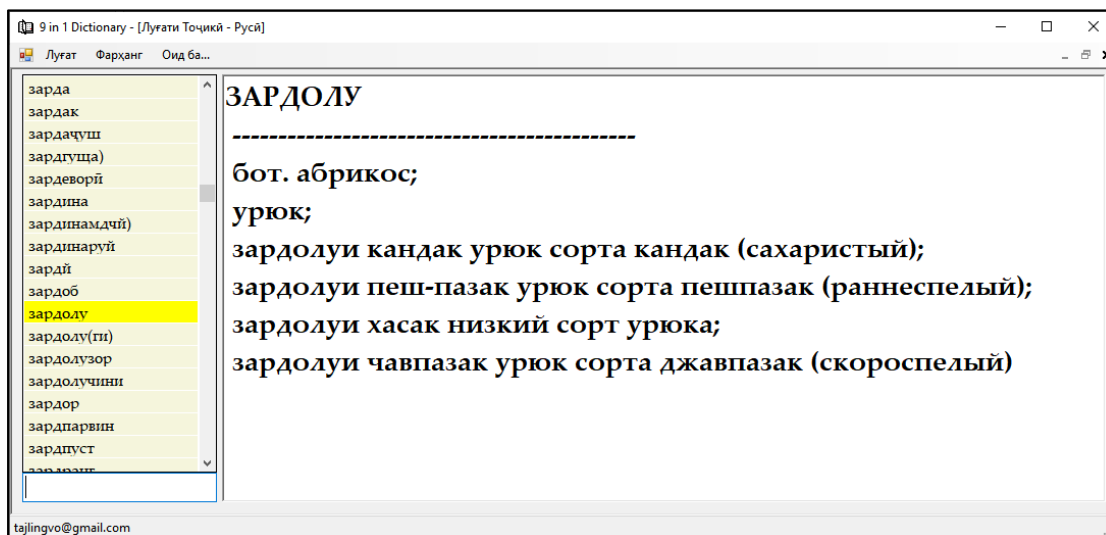 9 in 1 Dictionary - [Луғати Тоҷикӣ - Русӣ]
Луғат Фарҳанг Оид ба...
зарда
зардак
зардаҷуш
зардгуща)
зардеворӣ
зардина
зардинамдчӣ)
зардинаруй
зардӣ
зардоб
зардолу
зардолу(ги)
зардолузор
зардолучини
зардор
зардпарвин
зардпуст
ЗАРДОЛУ
--------------------------------------------
бот. абрикос;
урюк;
зардолуи кандак урюк сорта кандак (сахаристый);
зардолуи пеш-пазак урюк сорта пешпазак (раннеспелый);
зардолуи хасак низкий сорт урюка;
зардолуи чавпазак урюк сорта джавпазак (скороспелый)
tajlingvo@gmail.com